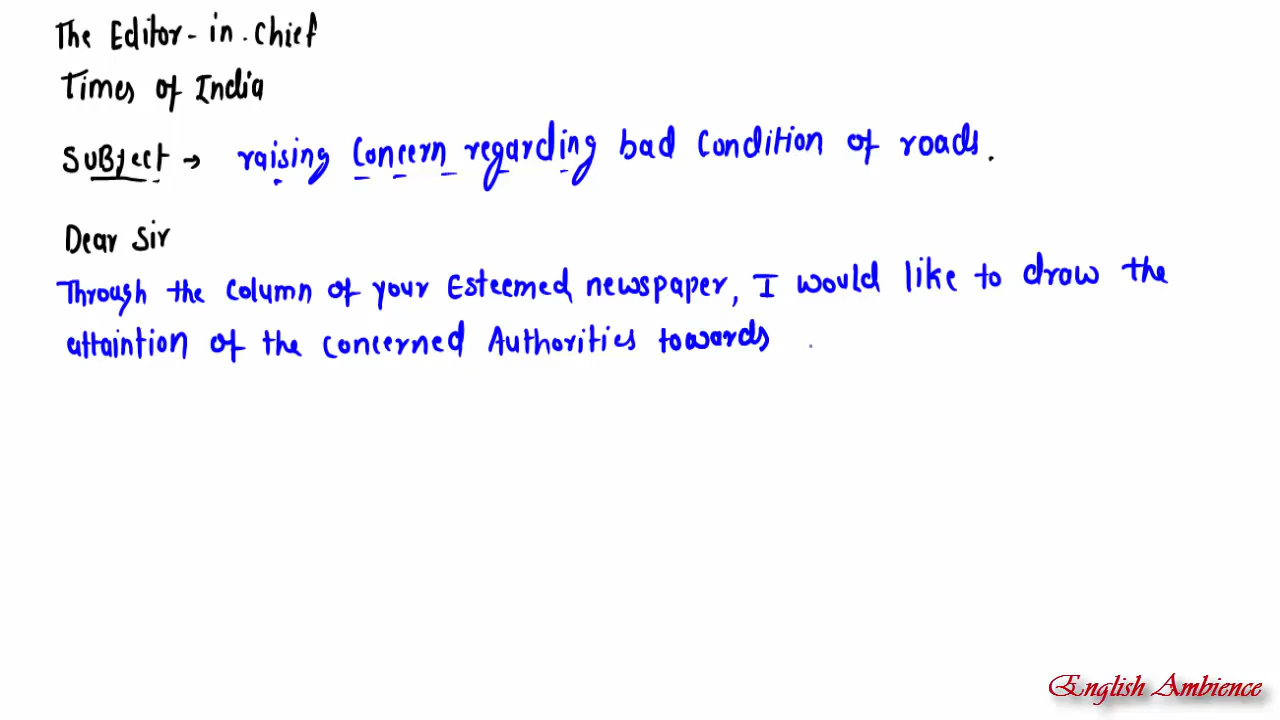 The Editor-in-Chief
Times of India
Subject → raising concern regarding bad condition of roads.
Dear Sir
Through the column of your Esteemed newspaper, I would like to draw the
attaintion of the concerned Authorities towards
English Ambience